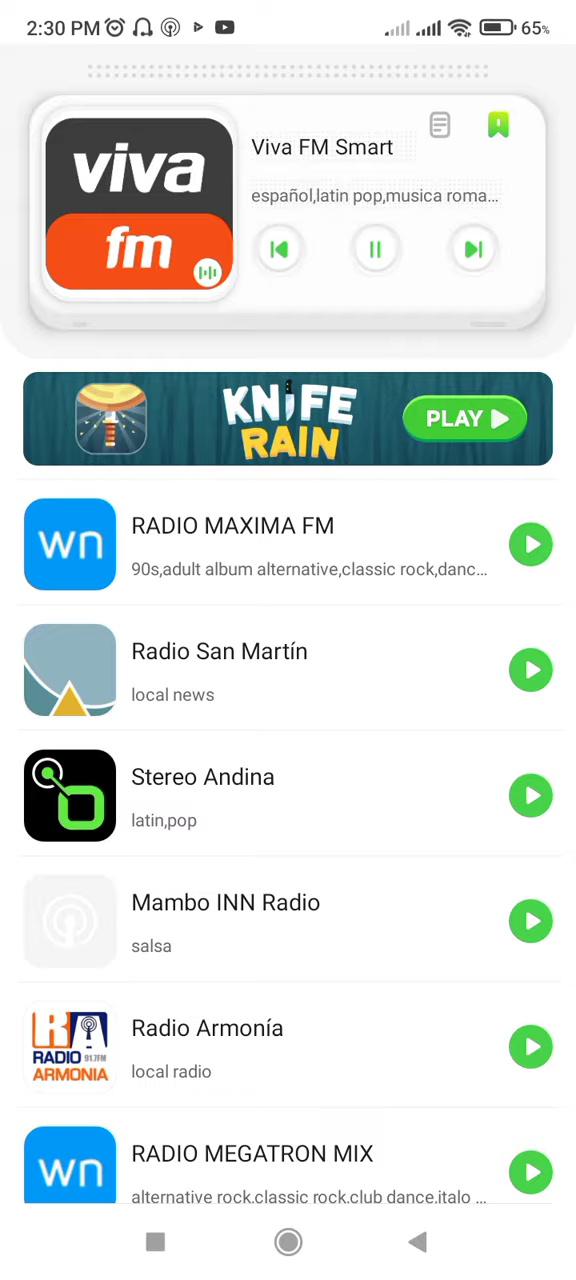 2:30 PM
65%
viva
fm
Viva FM Smart
español,latin pop,musica roma...
KNIFE
RAIN
PLAY
wn
RADIO MAXIMA FM
90s,adult album alternative,classic rock,danc...
Radio San Martín
local news
Stereo Andina
latin,pop
Mambo INN Radio
salsa
RA
RADIO 91.7FM
ARMONIA
Radio Armonía
local radio
wn
RADIO MEGATRON MIX
alternative rock,classic rock,club dance,italo ...